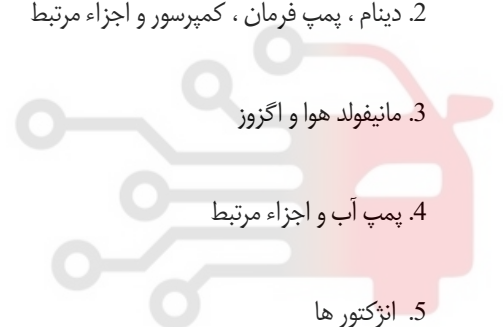 2. دینام ، پمپ فرمان ، کمپرسور و اجزاء مرتبط
3. مانیفولد هوا و اگزوز
4. پمپ آب و اجزاء مرتبط
5. انژکتور ها